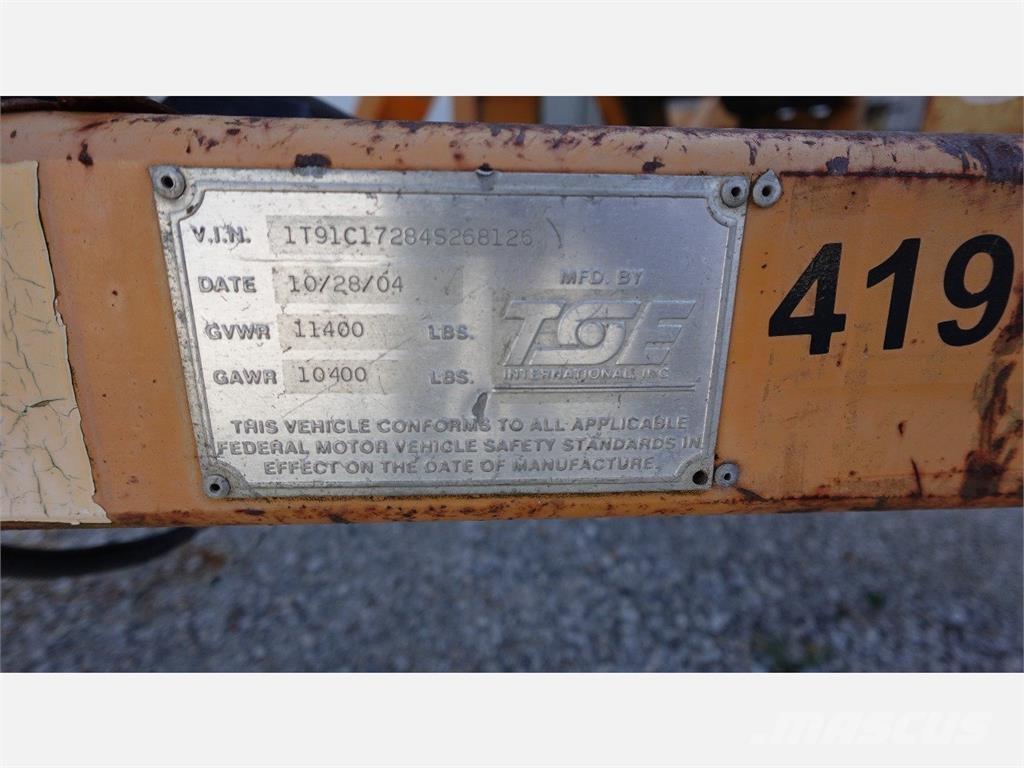 V.I.N. 1T91C17284S268126
DATE 10/28/04
GVWR 11400 LBS.
GAWR 10400 LBS.
MFD. BY
TSE
INTERNATIONAL, INC.
THIS VEHICLE CONFORMS TO ALL APPLICABLE
FEDERAL MOTOR VEHICLE SAFETY STANDARDS IN
EFFECT ON THE DATE OF MANUFACTURE.
419
MASCUS